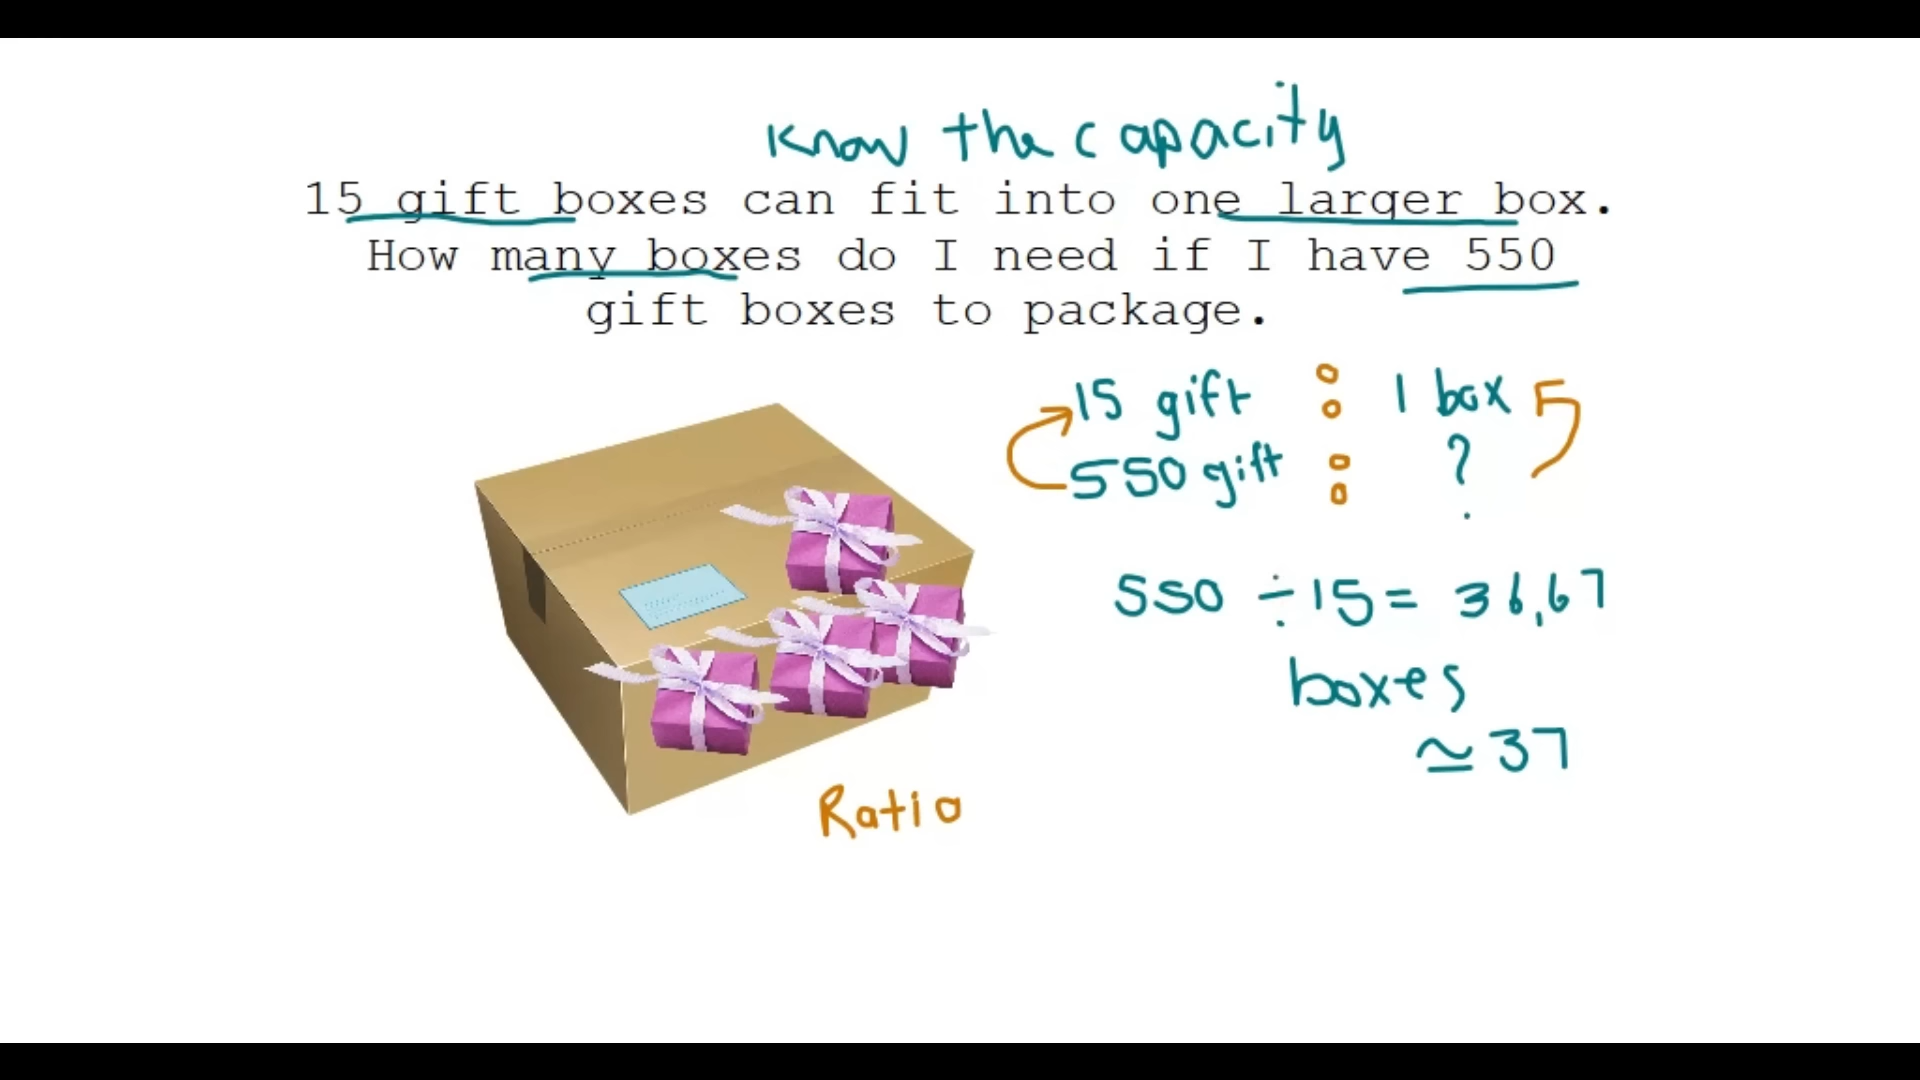 Know the capacity
15 gift boxes can fit into one larger box.
How many boxes do I need if I have 550
gift boxes to package.
15 gift : 1 box
550 gift : ?
550 ÷ 15 = 36,67
boxes
≃ 37
Ratio